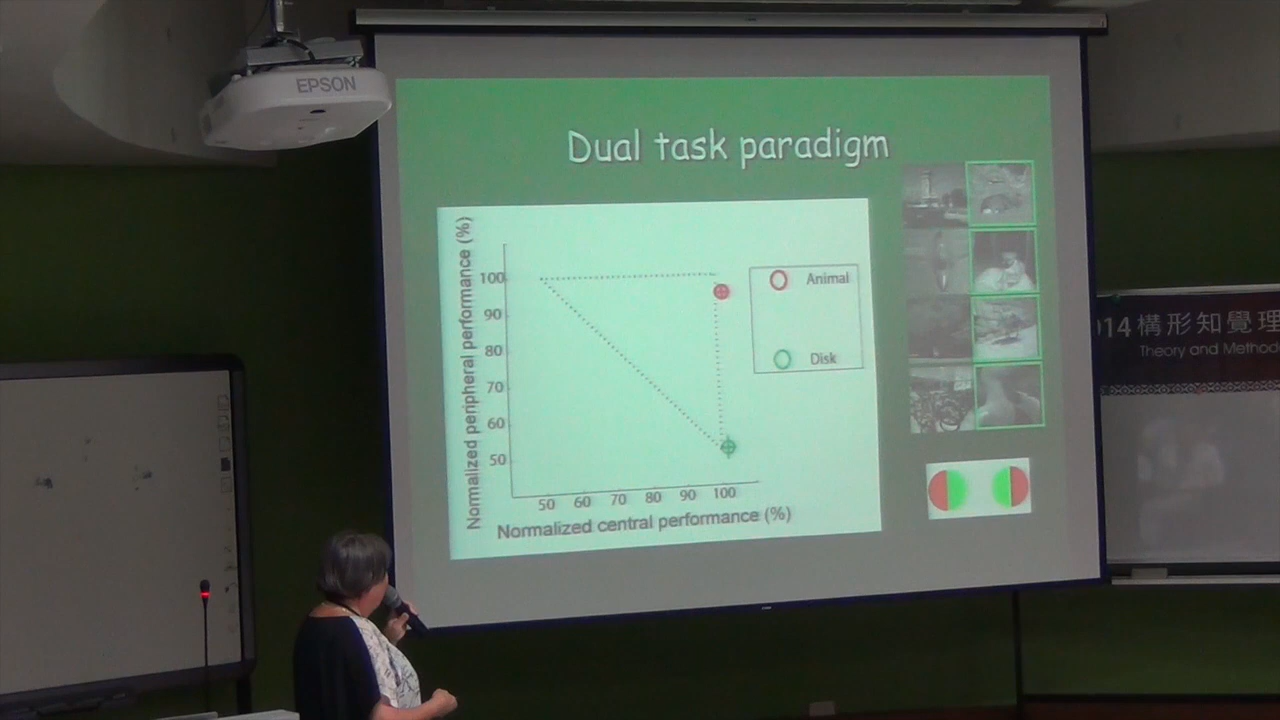 EPSON
Dual task paradigm
Normalized peripheral performance (%)
100
90
80
70
60
50
50 60 70 80 90 100
Normalized central performance (%)
Animal
Disk
014 構形知覺理
Theory and Method